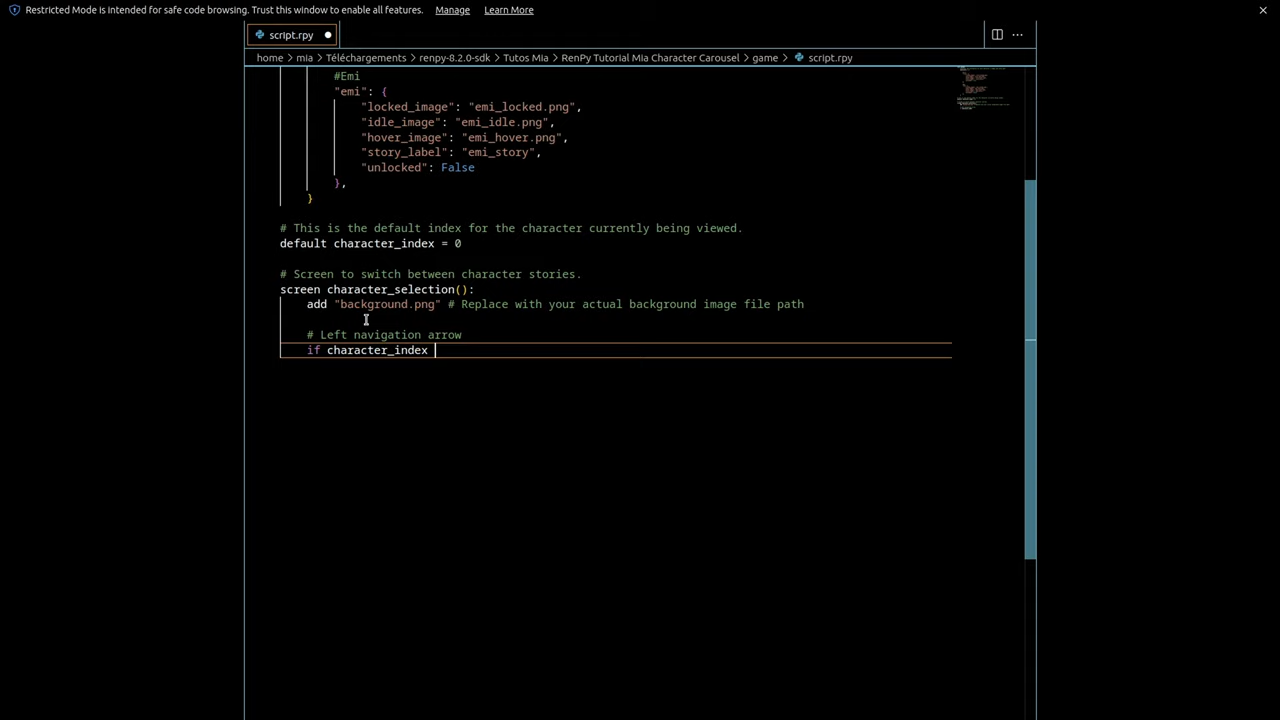 Restricted Mode is intended for safe code browsing. Trust this window to enable all features. Manage Learn More
script.rpy
home > mia > Téléchargements > renpy-8.2.0-sdk > Tutos Mia > RenPy Tutorial Mia Character Carousel > game > script.rpy
#Emi
"emi": {
"locked_image": "emi_locked.png",
"idle_image": "emi_idle.png",
"hover_image": "emi_hover.png",
"story_label": "emi_story",
"unlocked": False
},
}
# This is the default index for the character currently being viewed.
default character_index = 0
# Screen to switch between character stories.
screen character_selection():
add "background.png" # Replace with your actual background image file path
# Left navigation arrow
if character_index